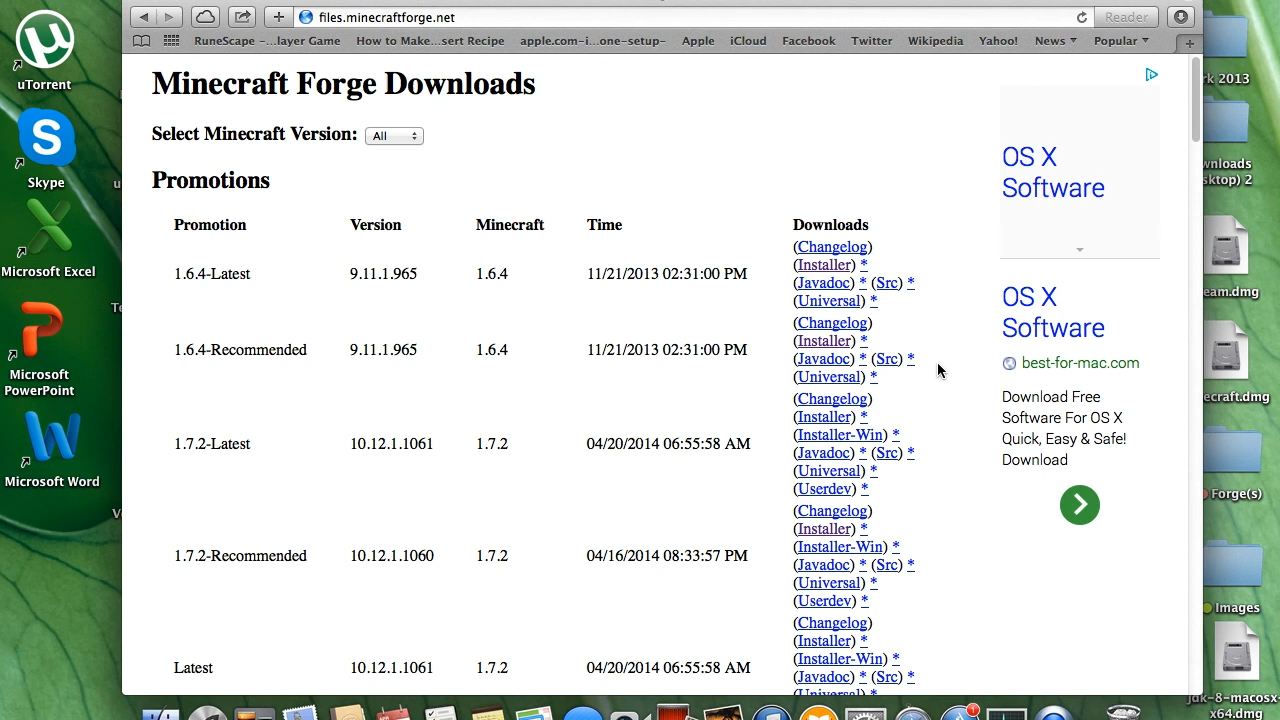 files.minecraftforge.net
Reader
RuneScape -...layer Game
How to Make...sert Recipe
apple.com-i...one-setup-
Apple
iCloud
Facebook
Twitter
Wikipedia
Yahoo!
News
Popular
uTorrent
Skype
Microsoft Excel
Microsoft
PowerPoint
Microsoft Word
Minecraft Forge Downloads
Select Minecraft Version: All
Promotions
Promotion Version Minecraft Time Downloads
1.6.4-Latest 9.11.1.965 1.6.4 11/21/2013 02:31:00 PM
(Changelog)
(Installer) *
(Javadoc) * (Src) *
(Universal) *
1.6.4-Recommended 9.11.1.965 1.6.4 11/21/2013 02:31:00 PM
(Changelog)
(Installer) *
(Javadoc) * (Src) *
(Universal) *
1.7.2-Latest 10.12.1.1061 1.7.2 04/20/2014 06:55:58 AM
(Changelog)
(Installer) *
(Installer-Win) *
(Javadoc) * (Src) *
(Universal) *
(Userdev) *
1.7.2-Recommended 10.12.1.1060 1.7.2 04/16/2014 08:33:57 PM
(Changelog)
(Installer) *
(Installer-Win) *
(Javadoc) * (Src) *
(Universal) *
(Userdev) *
Latest 10.12.1.1061 1.7.2 04/20/2014 06:55:58 AM
(Changelog)
(Installer) *
(Installer-Win) *
(Javadoc) * (Src) *
(Universal) *
OS X
Software
OS X
Software
best-for-mac.com
Download Free
Software For OS X
Quick, Easy & Safe!
Download
rk 2013
wnloads
sktop) 2
eam.dmg
ecraft.dmg
Forge(s)
Images
jdk-8-macosx-
x64.dmg
1